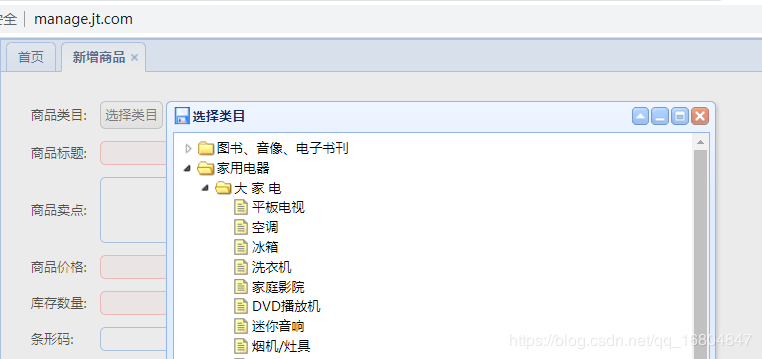 安全 manage.jt.com
首页 新增商品
商品类目: 选择类目
选择类目
商品标题:
商品卖点:
商品价格:
库存数量:
条形码:
图书、音像、电子书刊
家用电器
大 家 电
平板电视
空调
冰箱
洗衣机
家庭影院
DVD播放机
迷你音响
烟机/灶具
https://blog.csdn.net/qq_16804847